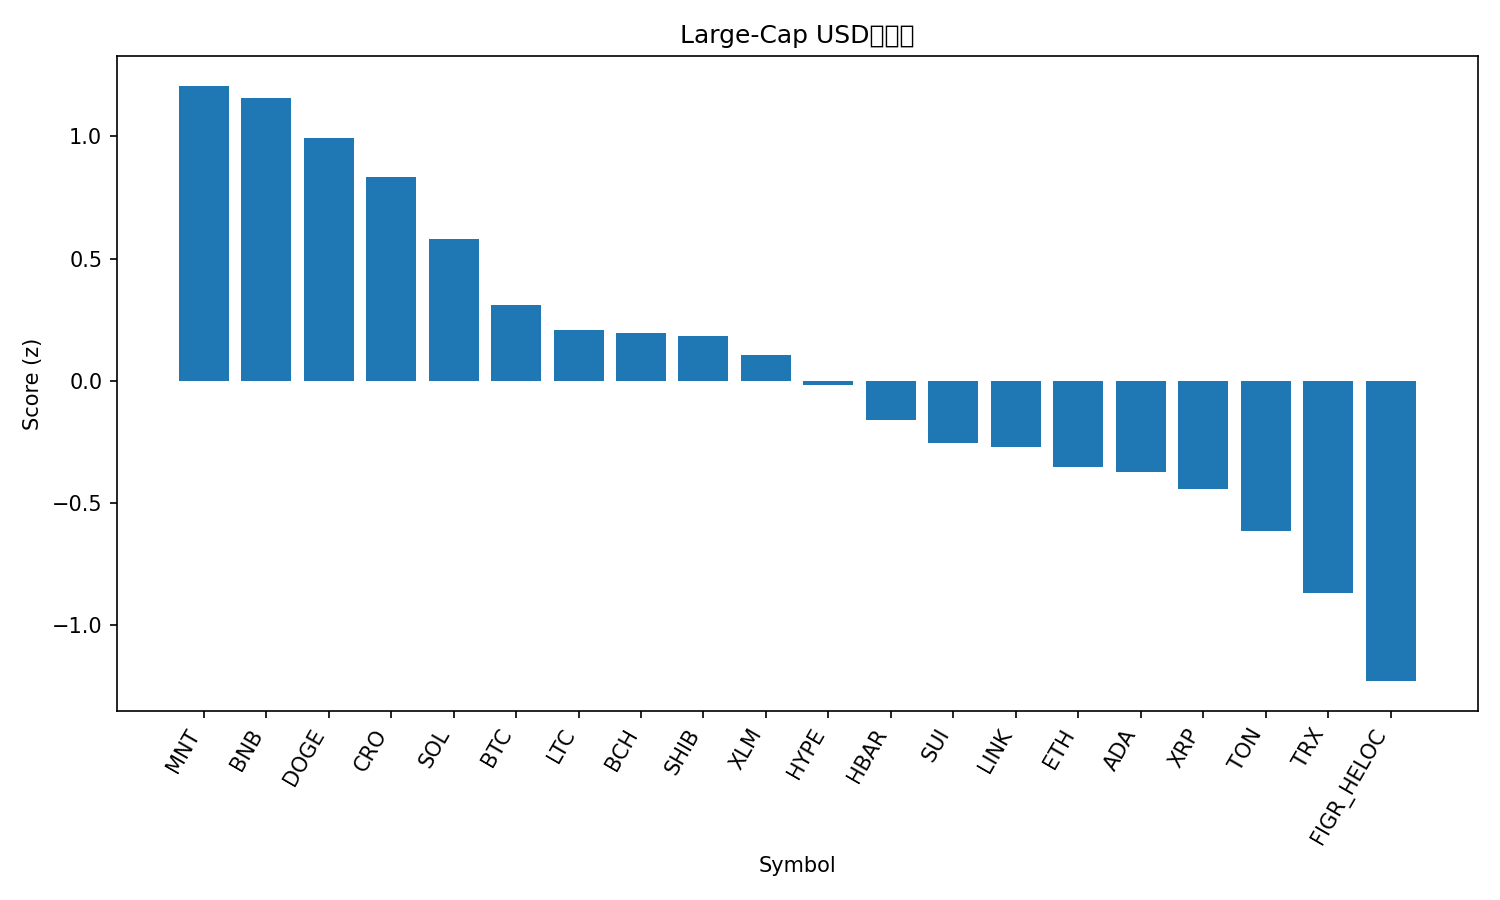 Large-Cap USD□□□
Score (z)
1.0
0.5
0.0
−0.5
−1.0
MNT
BNB
DOGE
CRO
SOL
BTC
LTC
BCH
SHIB
XLM
HYPE
HBAR
SUI
LINK
ETH
ADA
XRP
TON
TRX
FIGR_HELOC
Symbol